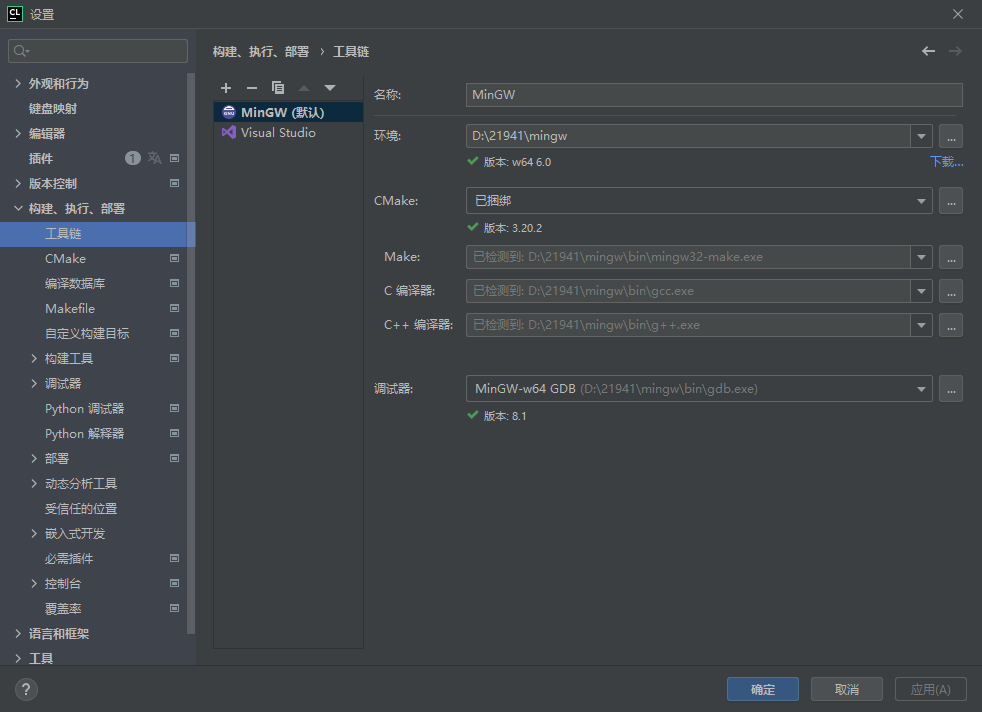 CL 设置
外观和行为
键盘映射
编辑器
插件 1
版本控制
构建、执行、部署
工具链
CMake
编译数据库
Makefile
自定义构建目标
构建工具
调试器
Python 调试器
Python 解释器
部署
动态分析工具
受信任的位置
嵌入式开发
必需插件
控制台
覆盖率
语言和框架
工具
构建、执行、部署 › 工具链
MinGW (默认)
Visual Studio
名称: MinGW
环境: D:\21941\mingw ...
版本: w64 6.0 下载...
CMake: 已捆绑 ...
版本: 3.20.2
Make: 已检测到: D:\21941\mingw\bin\mingw32-make.exe ...
C 编译器: 已检测到: D:\21941\mingw\bin\gcc.exe ...
C++ 编译器: 已检测到: D:\21941\mingw\bin\g++.exe ...
调试器: MinGW-w64 GDB (D:\21941\mingw\bin\gdb.exe) ...
版本: 8.1
? 确定 取消 应用(A)